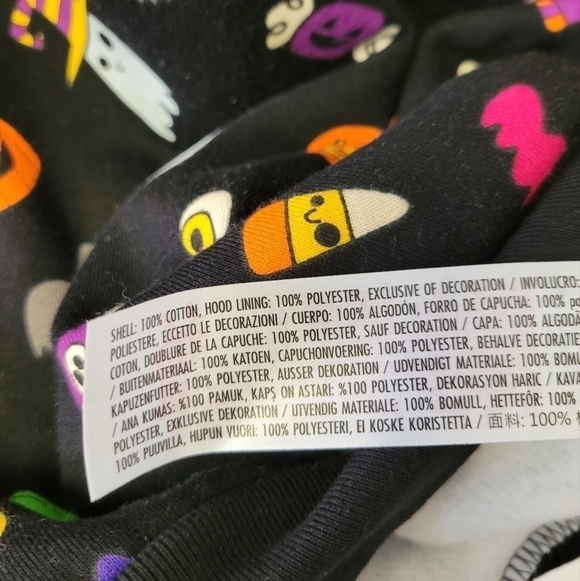 SHELL: 100% COTTON, HOOD LINING: 100% POLYESTER, EXCLUSIVE OF DECORATION / INVOLUCRO:
POLIESTERE, ECCETTO LE DECORAZIONI / CUERPO: 100% ALGODÓN, FORRO DE CAPUCHA: 100%
COTON, DOUBLURE DE LA CAPUCHE: 100% POLYESTER, SAUF DECORATION / CAPA: 100% ALGODÃ
/ BUITENMATERIAAL: 100% KATOEN, CAPUCHONVOERING: 100% POLYESTER, BEHALVE DECORATIE
KAPUZENFUTTER: 100% POLYESTER, AUSSER DEKORATION / UDVENDIGT MATERIALE: 100% BOMU
/ ANA KUMAS: %100 PAMUK, KAPŞ ON ASTARI: %100 POLYESTER, DEKORASYON HARIC / KAVA
POLYESTER, EXKLUSIVE DEKORATION / UTVENDIG MATERIALE: 100% BOMULL, HETTEFÔR: 100%
100% PUUVILLA, HUPUN VUORI: 100% POLYESTERI, EI KOSKE KORISTETTA / 面料: 100%